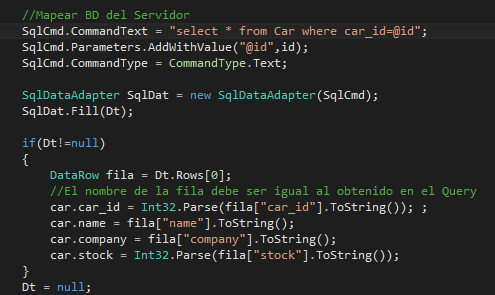 //Mapear BD del Servidor
SqlCmd.CommandText = "select * from Car where car_id=@id";
SqlCmd.Parameters.AddWithValue("@id",id);
SqlCmd.CommandType = CommandType.Text;
SqlDataAdapter SqlDat = new SqlDataAdapter(SqlCmd);
SqlDat.Fill(Dt);
if(Dt!=null)
{
DataRow fila = Dt.Rows[0];
//El nombre de la fila debe ser igual al obtenido en el Query
car.car_id = Int32.Parse(fila["car_id"].ToString()); ;
car.name = fila["name"].ToString();
car.company = fila["company"].ToString();
car.stock = Int32.Parse(fila["stock"].ToString());
}
Dt = null;